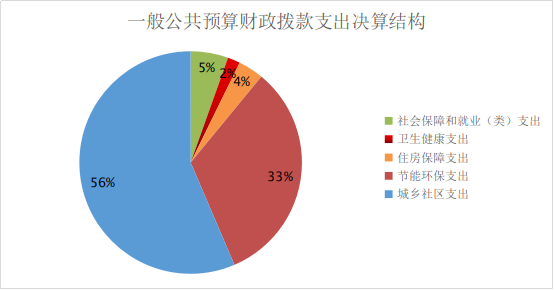 一般公共预算财政拨款支出决算结构
5%
2%
4%
33%
56%
社会保障和就业（类）支出
卫生健康支出
住房保障支出
节能环保支出
城乡社区支出